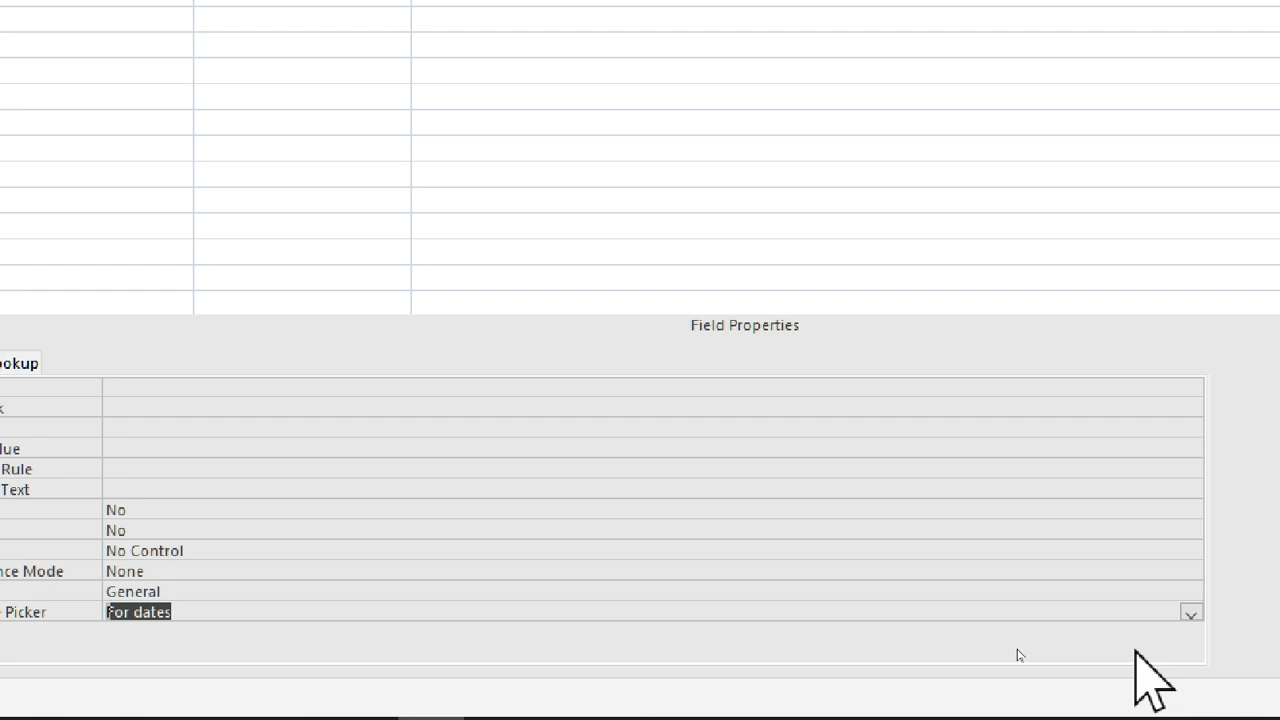 Field Properties
ookup
k
lue
Rule
Text
No
No
No Control
nce Mode None
General
Picker For dates